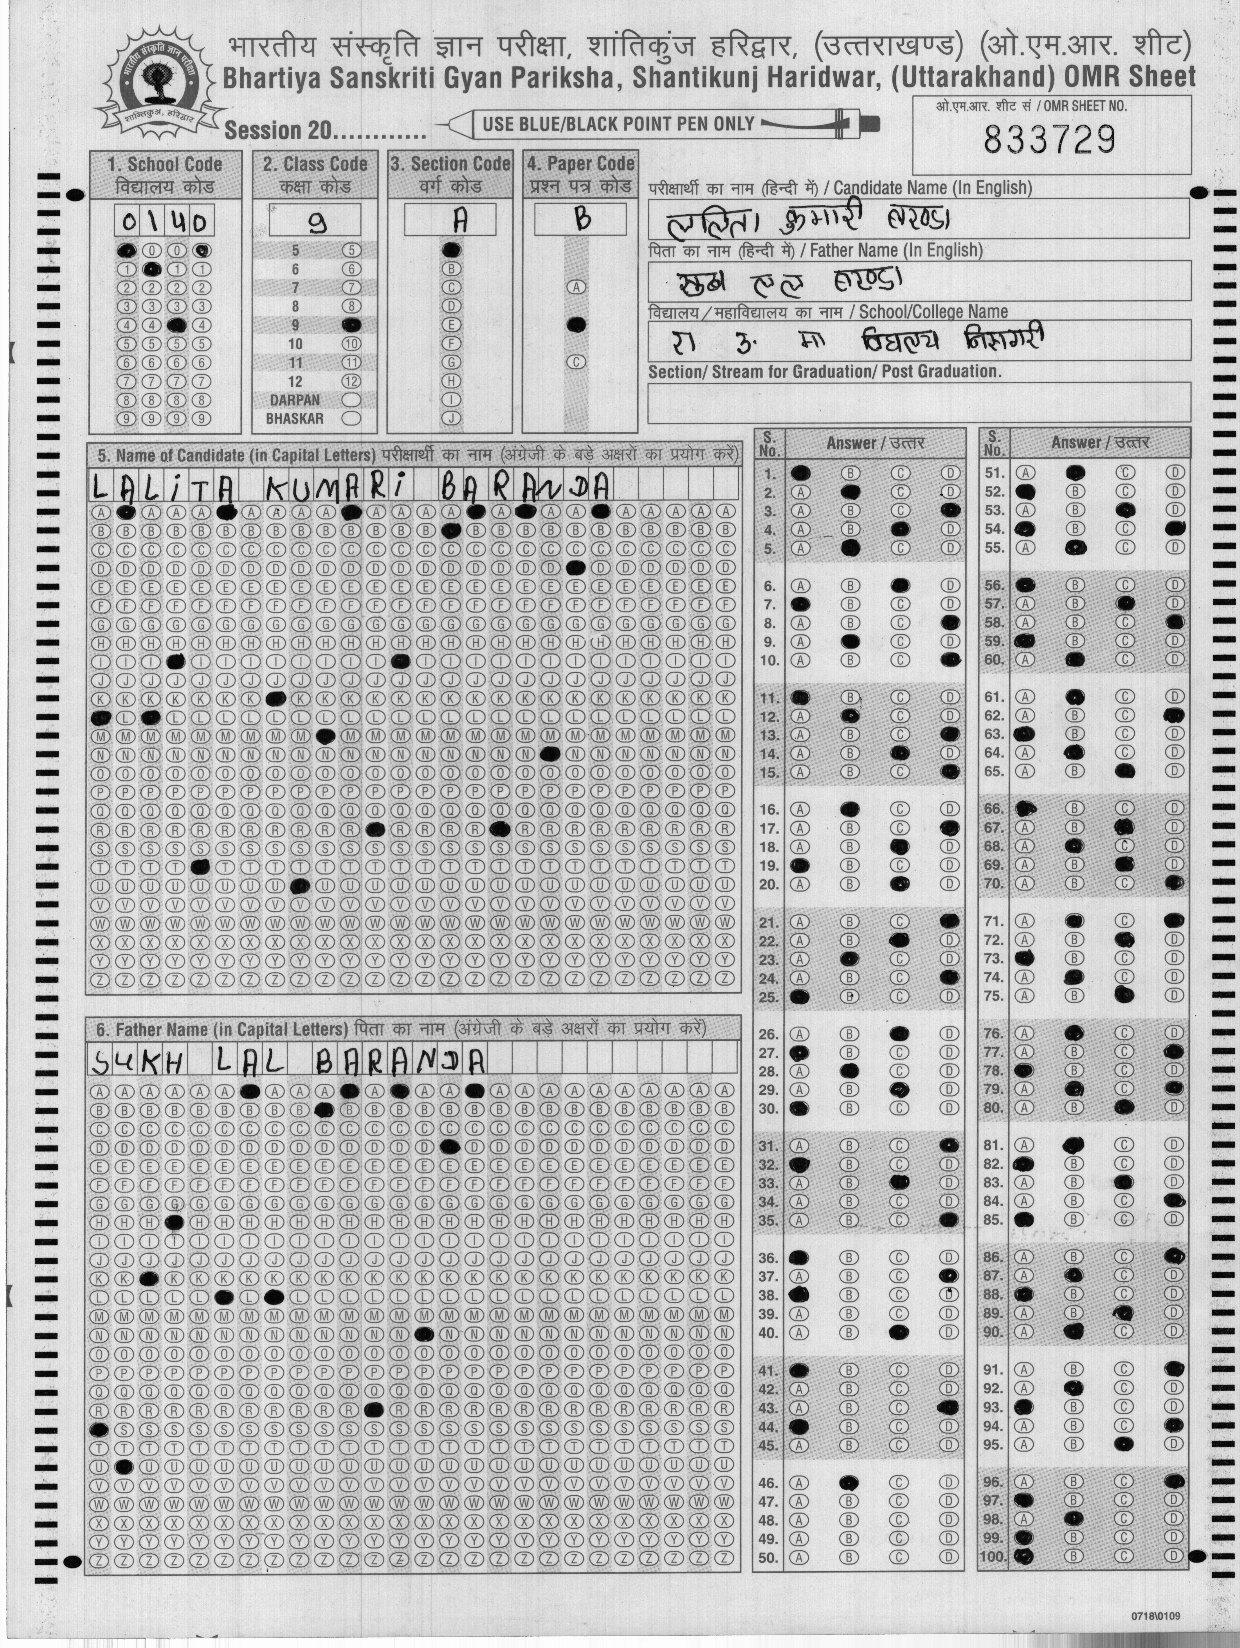 भारतीय संस्कृति ज्ञान परीक्षा, शांतिकुंज हरिद्वार, (उत्तराखण्ड) (ओ.एम.आर. शीट)
Bhartiya Sanskriti Gyan Pariksha, Shantikunj Haridwar, (Uttarakhand) OMR Sheet
Session 20............
USE BLUE/BLACK POINT PEN ONLY
ओ.एम.आर. शीट सं / OMR SHEET NO.
833729
1. School Code
विद्यालय कोड
0140
2. Class Code
कक्षा कोड
9
5
6
7
8
9
10
11
12
DARPAN
BHASKAR
3. Section Code
वर्ग कोड
A
4. Paper Code
प्रश्न पत्र कोड
B
परीक्षार्थी का नाम (हिन्दी में) / Candidate Name (In English)
ललिता कुमारी बरण्डा
पिता का नाम (हिन्दी में) / Father Name (In English)
बरण्डा
विद्यालय/महाविद्यालय का नाम / School/College Name
रा उ. मा विद्यालय
Section/ Stream for Graduation/ Post Graduation.
5. Name of Candidate (in Capital Letters) परीक्षार्थी का नाम (अंग्रेजी के बडे अक्षरों का प्रयोग करें)
LALiTA KUMARi BARANDA
6. Father Name (in Capital Letters) पिता का नाम (अंग्रेजी के बडे अक्षरों का प्रयोग करें)
SUKH LAL BARANDA
S. No. Answer / उत्तर
S. No. Answer / उत्तर
0718\0109